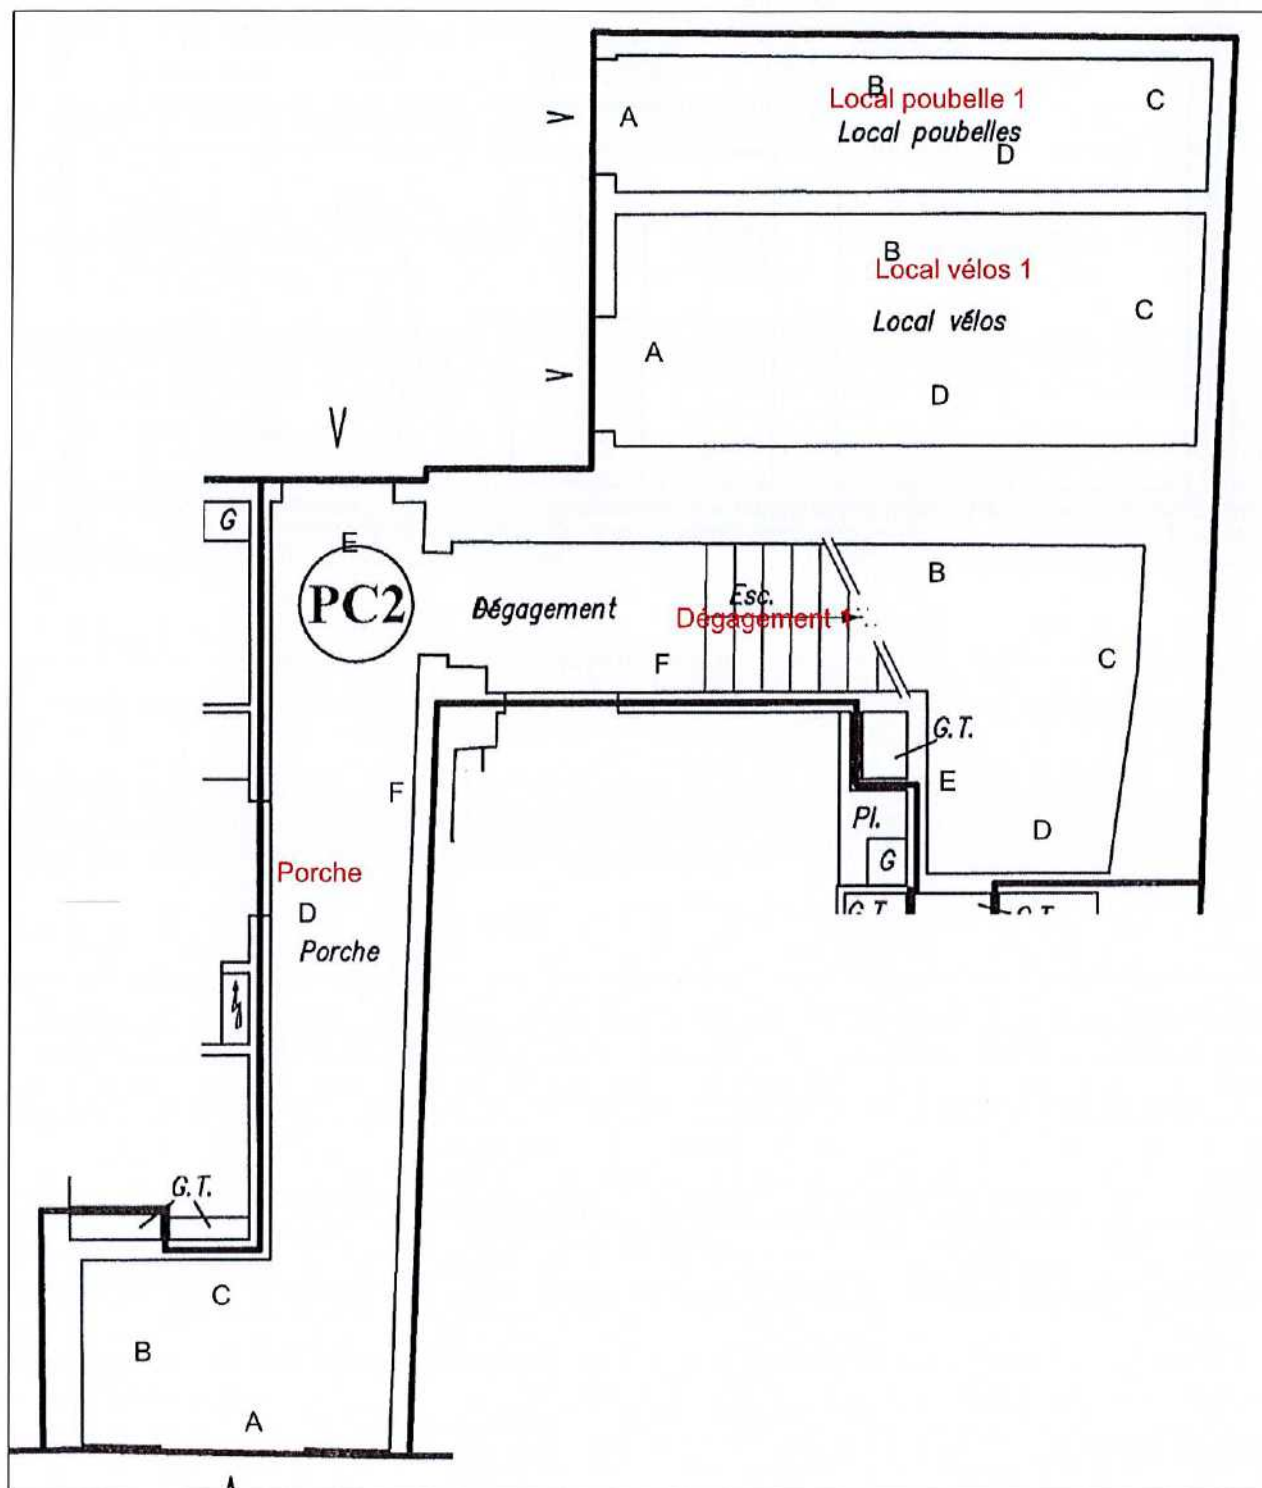 B
Local poubelle 1
C
A
Local poubelles
D
B
Local vélos 1
C
Local vélos
A
D
G
E
PC2
Dégagement
Esc.
Dégagement 1
B
F
C
G.T.
E
F
Pl.
D
G
Porche
D
G.T.
G.T.
Porche
G.T.
C
B
A